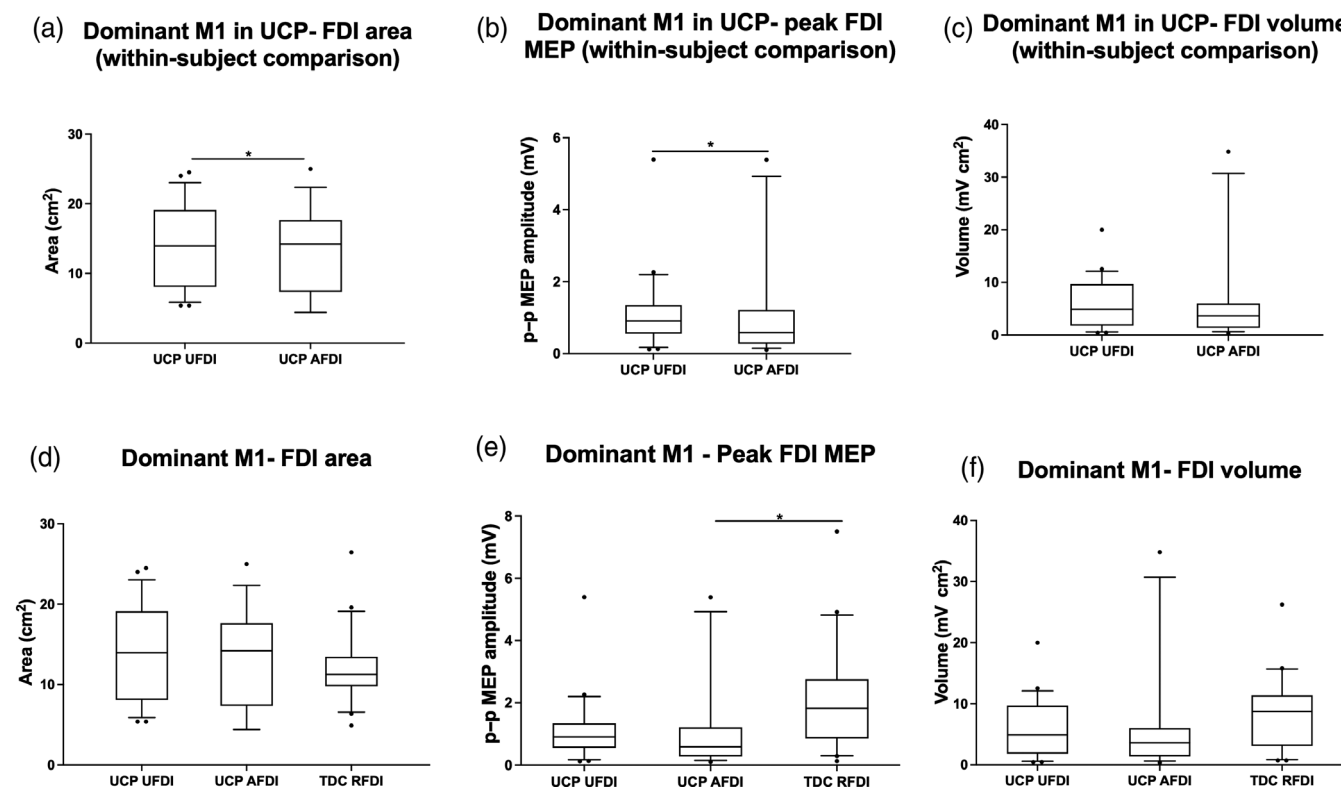 (a) Dominant M1 in UCP- FDI area
(within-subject comparison)
30
20
10
0
Area (cm²)
*
UCP UFDI
UCP AFDI
(b) Dominant M1 in UCP- peak FDI
MEP (within-subject comparison)
6
4
2
0
p–p MEP amplitude (mV)
*
UCP UFDI
UCP AFDI
(c) Dominant M1 in UCP- FDI volume
(within-subject comparison)
40
30
20
10
0
Volume (mV cm²)
UCP UFDI
UCP AFDI
(d) Dominant M1- FDI area
30
20
10
0
Area (cm²)
UCP UFDI
UCP AFDI
TDC RFDI
(e) Dominant M1 - Peak FDI MEP
8
6
4
2
0
p–p MEP amplitude (mV)
*
UCP UFDI
UCP AFDI
TDC RFDI
(f) Dominant M1- FDI volume
40
30
20
10
0
Volume (mV cm²)
UCP UFDI
UCP AFDI
TDC RFDI